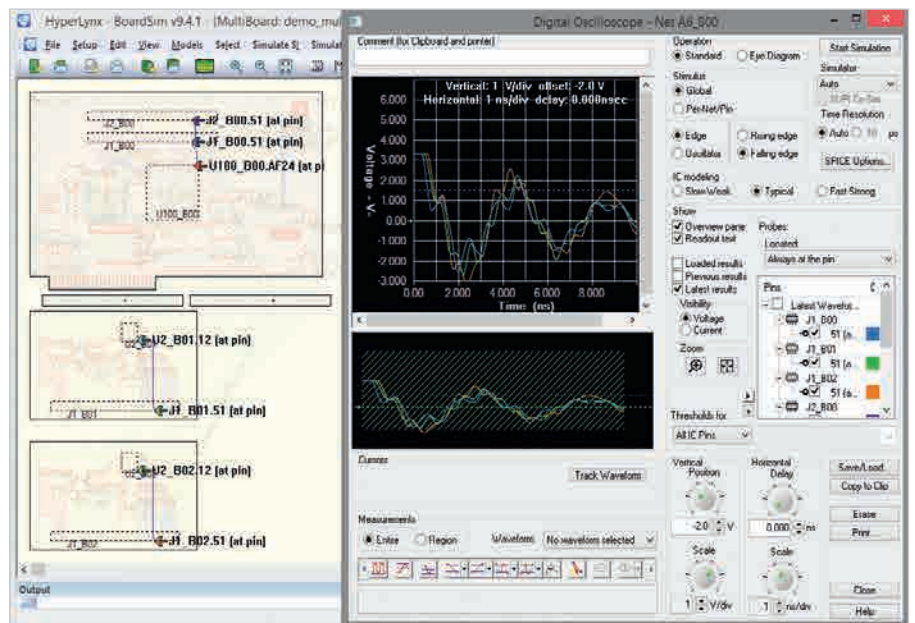 HyperLynx - BoardSim v9.4.1 - (MultiBoard: demo_mul
File Setup Edit View Models Select Simulate SI Simulat
J2_B00
J2_B00.51 (at pin)
J1_B00
J1_B00.51 (at pin)
U100_B00.AF24 (at pi
U100_B00
U2_B01.12 (at pin)
J1_B01
J1_B01.51 (at pin)
U2_B02.12 (at pin)
J1_B02
J1_B02.51 (at pin)
Output
Digital Oscilloscope - Net A6_B00
Comment (for Clipboard and printer)
Vertical: 1 V/div offset: -2.0 V
Horizontal: 1 ns/div delay: 0.000nsec
Voltage - V-
6.000
5.000
4.000
3.000
2.000
1.000
0.00
-1.000
-2.000
-3.000
0.00 2.000 4.000 6.000 8.000
Time (ns)
Cursors
Track Waveform
Measurements
Entire Region Waveform: No waveform selected
Operation
Standard Eye Diagram
Stimulus
Global
Per-Net/Pin
Edge Rising edge
Oscillator Falling edge
IC modeling
Slow-Weak Typical Fast-Strong
Show
Overview pane
Readout text
Loaded results
Previous results
Latest results
Visibility
Voltage
Current
Zoom
Probes:
Located:
Always at the pin
Pins
Latest Wavefor...
J1_B00
51 (a...
J1_B01
51 (a...
J1_B02
51 (a...
J2_B00
Thresholds for:
All IC Pins
Vertical
Position
-2.0 V
Scale
1 V/div
Horizontal
Delay
0.000 ns
Scale
1 ns/div
Start Simulation
Simulator
Auto
Time Resolution
Auto 10 ps
SPICE Options...
Save/Load...
Copy to Clip
Erase
Print...
Close
Help